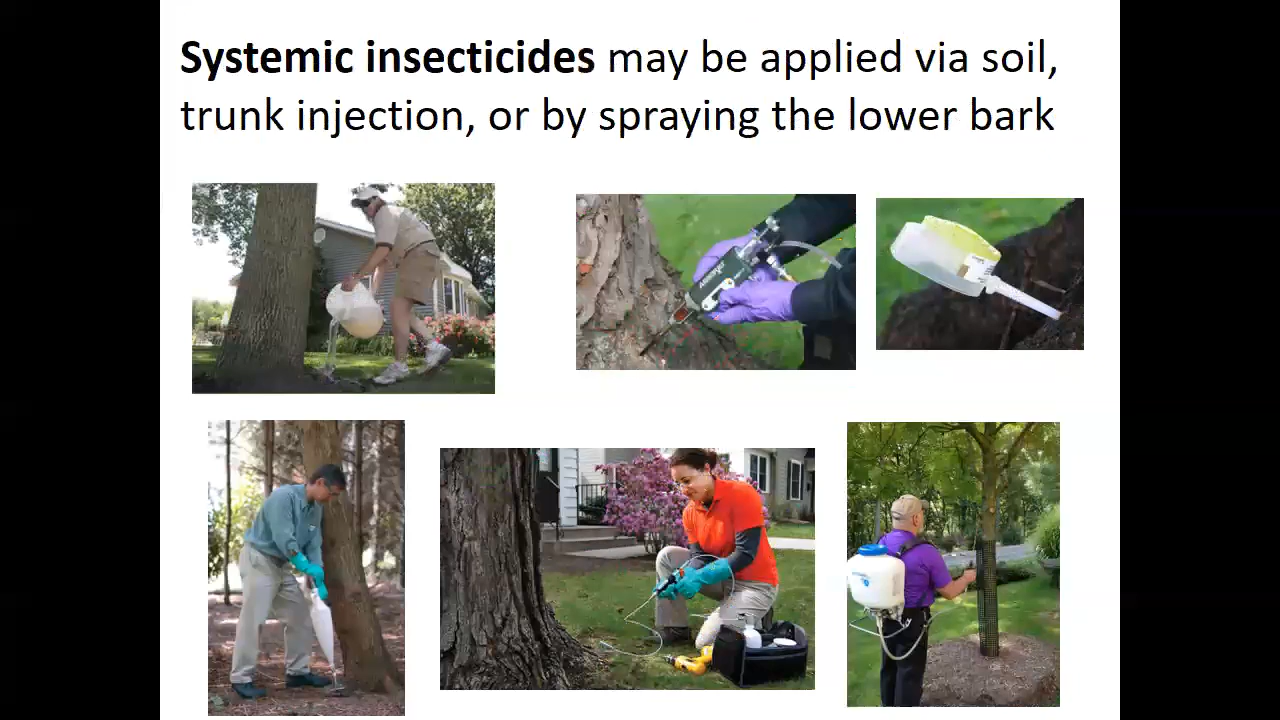 Systemic insecticides may be applied via soil,
trunk injection, or by spraying the lower bark